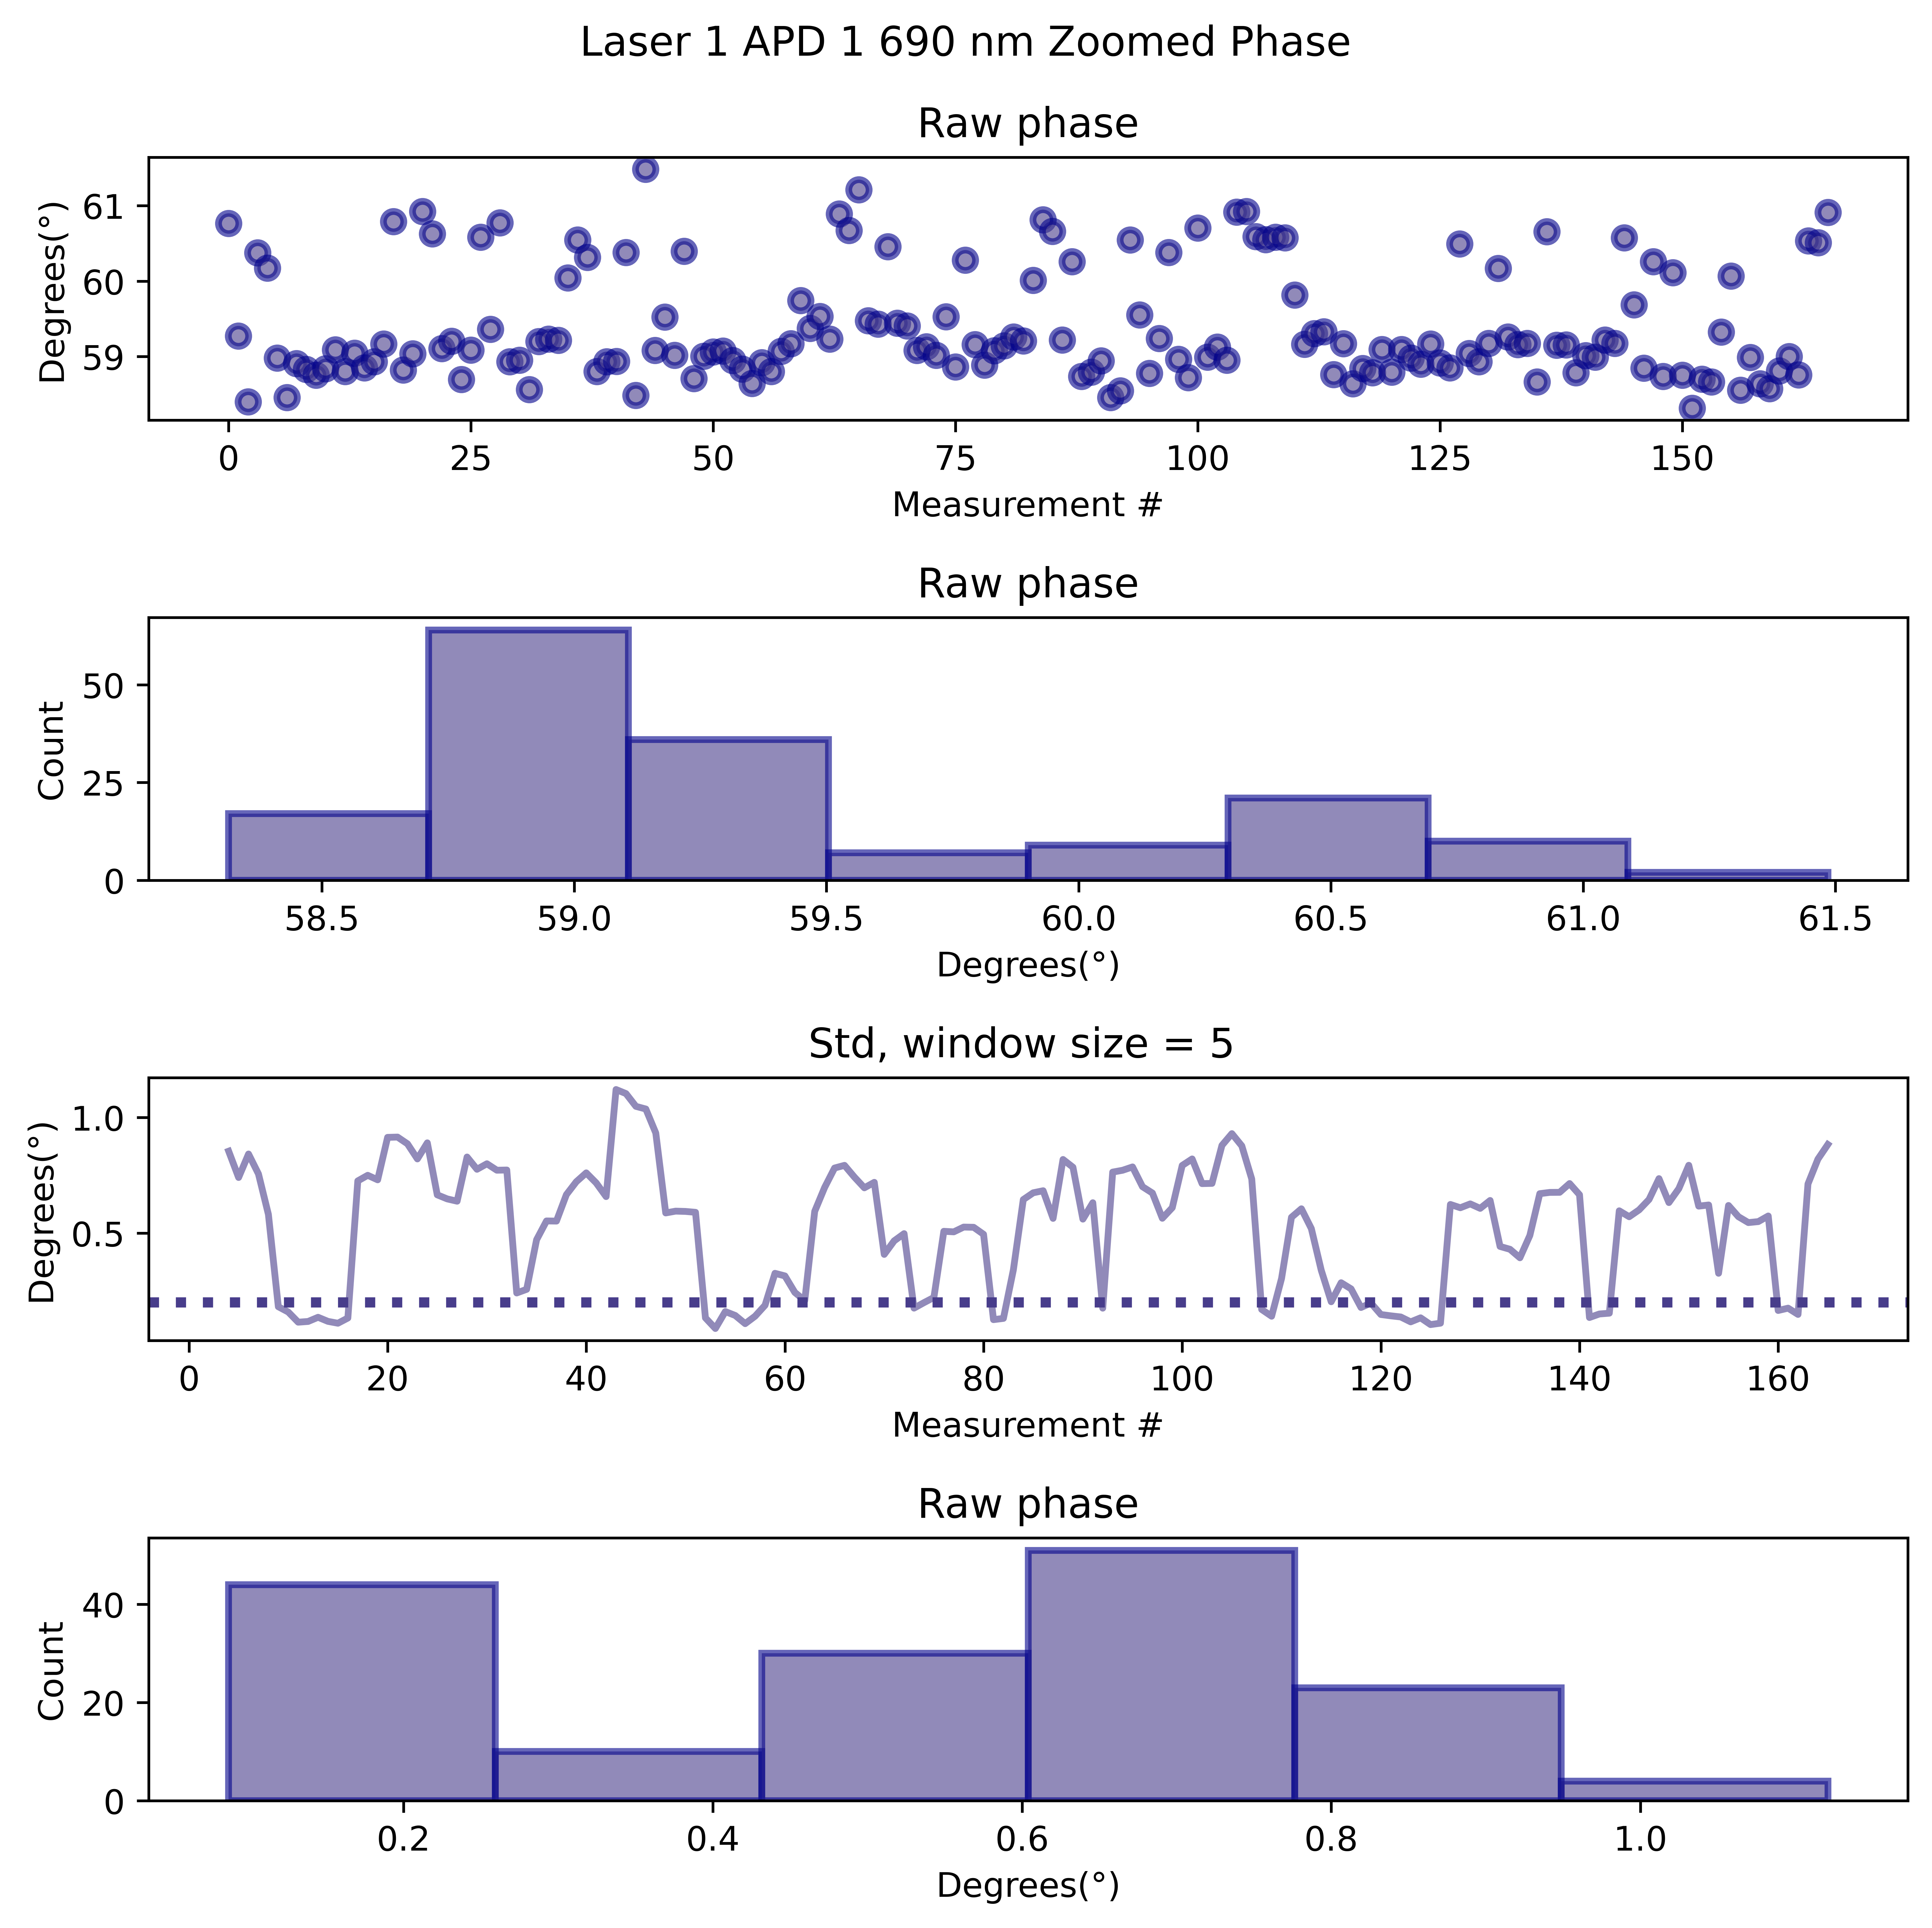 Laser 1 APD 1 690 nm Zoomed Phase
Raw phase
Degrees(°)
61
60
59
0 25 50 75 100 125 150
Measurement #
Raw phase
Count
50
25
0
58.5 59.0 59.5 60.0 60.5 61.0 61.5
Degrees(°)
Std, window size = 5
Degrees(°)
1.0
0.5
0 20 40 60 80 100 120 140 160
Measurement #
Raw phase
Count
40
20
0
0.2 0.4 0.6 0.8 1.0
Degrees(°)